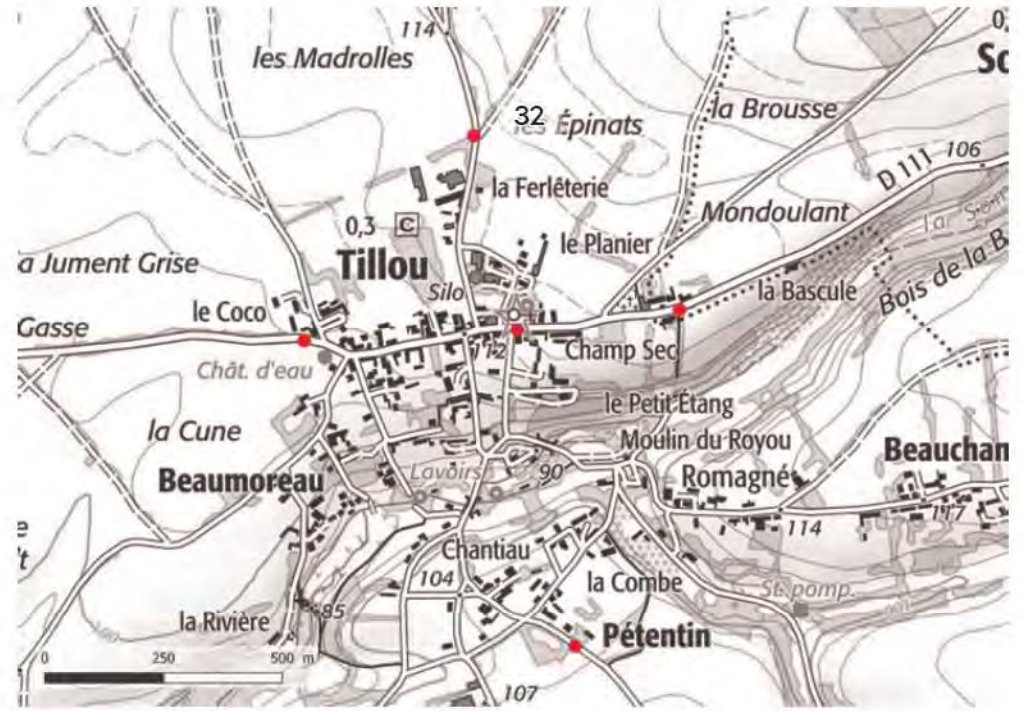 114
0,
les Madrolles
So
32
les Épinats
la Brousse
D 111
106
la Ferlêterie
0,3
C
Mondoulant
le Planier
a Jument Grise
Tillou
Silo
la Bascule
Bois de la B
le Coco
Gasse
112
Champ Sec
Chât. d'eau
le Petit Étang
la Cune
Moulin du Royou
Beauchan
Beaumoreau
Lavoirs
90
Romagné
117
114
e
t
Chantiau
104
la Combe
St. pomp.
85
la Rivière
Pétentin
0
250
500 m
107